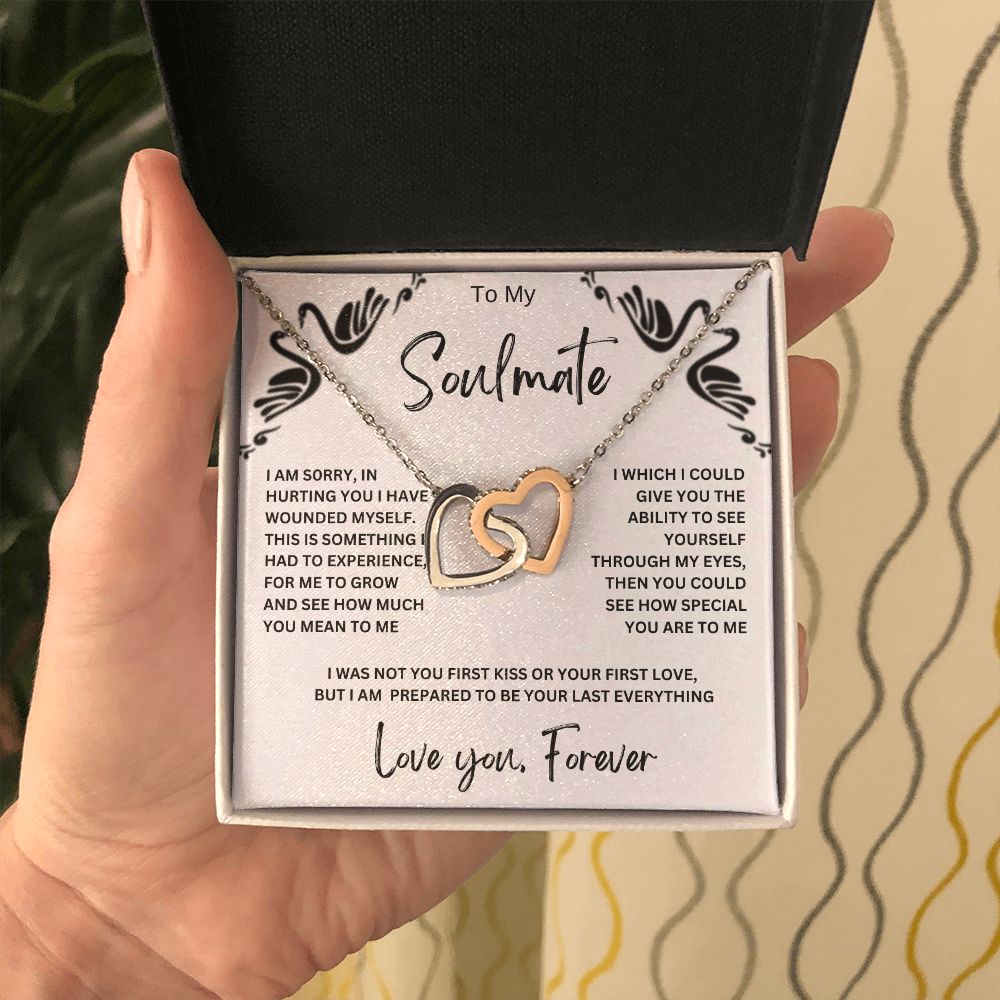 To My
Soulmate
I AM SORRY, IN
HURTING YOU I HAVE
WOUNDED MYSELF.
THIS IS SOMETHING I
HAD TO EXPERIENCE,
FOR ME TO GROW
AND SEE HOW MUCH
YOU MEAN TO ME
I WHICH I COULD
GIVE YOU THE
ABILITY TO SEE
YOURSELF
THROUGH MY EYES,
THEN YOU COULD
SEE HOW SPECIAL
YOU ARE TO ME
I WAS NOT YOU FIRST KISS OR YOUR FIRST LOVE,
BUT I AM PREPARED TO BE YOUR LAST EVERYTHING
Love you, Forever